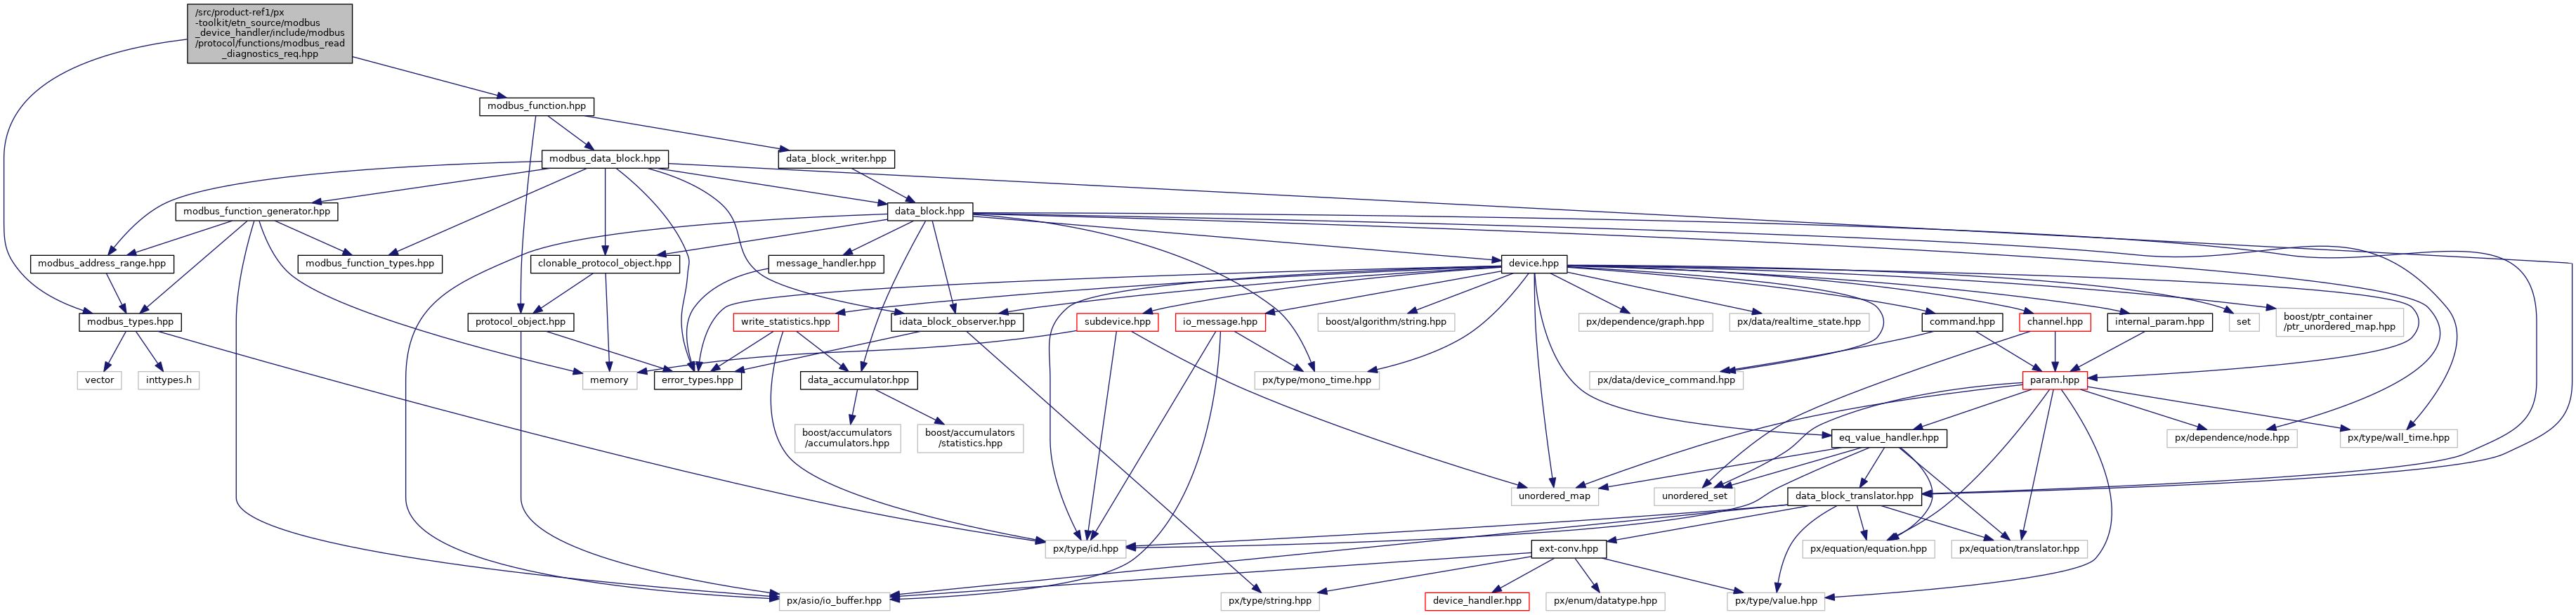 /src/product-ref1/px
-toolkit/etn_source/modbus
_device_handler/include/modbus
/protocol/functions/modbus_read
_diagnostics_req.hpp
modbus_function.hpp
modbus_data_block.hpp
data_block_writer.hpp
modbus_function_generator.hpp
data_block.hpp
modbus_address_range.hpp
modbus_function_types.hpp
clonable_protocol_object.hpp
message_handler.hpp
device.hpp
modbus_types.hpp
protocol_object.hpp
write_statistics.hpp
idata_block_observer.hpp
subdevice.hpp
io_message.hpp
boost/algorithm/string.hpp
px/dependence/graph.hpp
px/data/realtime_state.hpp
command.hpp
channel.hpp
internal_param.hpp
set
boost/ptr_container
/ptr_unordered_map.hpp
vector
inttypes.h
memory
error_types.hpp
data_accumulator.hpp
px/type/mono_time.hpp
px/data/device_command.hpp
param.hpp
boost/accumulators
/accumulators.hpp
boost/accumulators
/statistics.hpp
eq_value_handler.hpp
px/dependence/node.hpp
px/type/wall_time.hpp
unordered_map
unordered_set
data_block_translator.hpp
px/type/id.hpp
ext-conv.hpp
px/equation/equation.hpp
px/equation/translator.hpp
px/asio/io_buffer.hpp
px/type/string.hpp
device_handler.hpp
px/enum/datatype.hpp
px/type/value.hpp